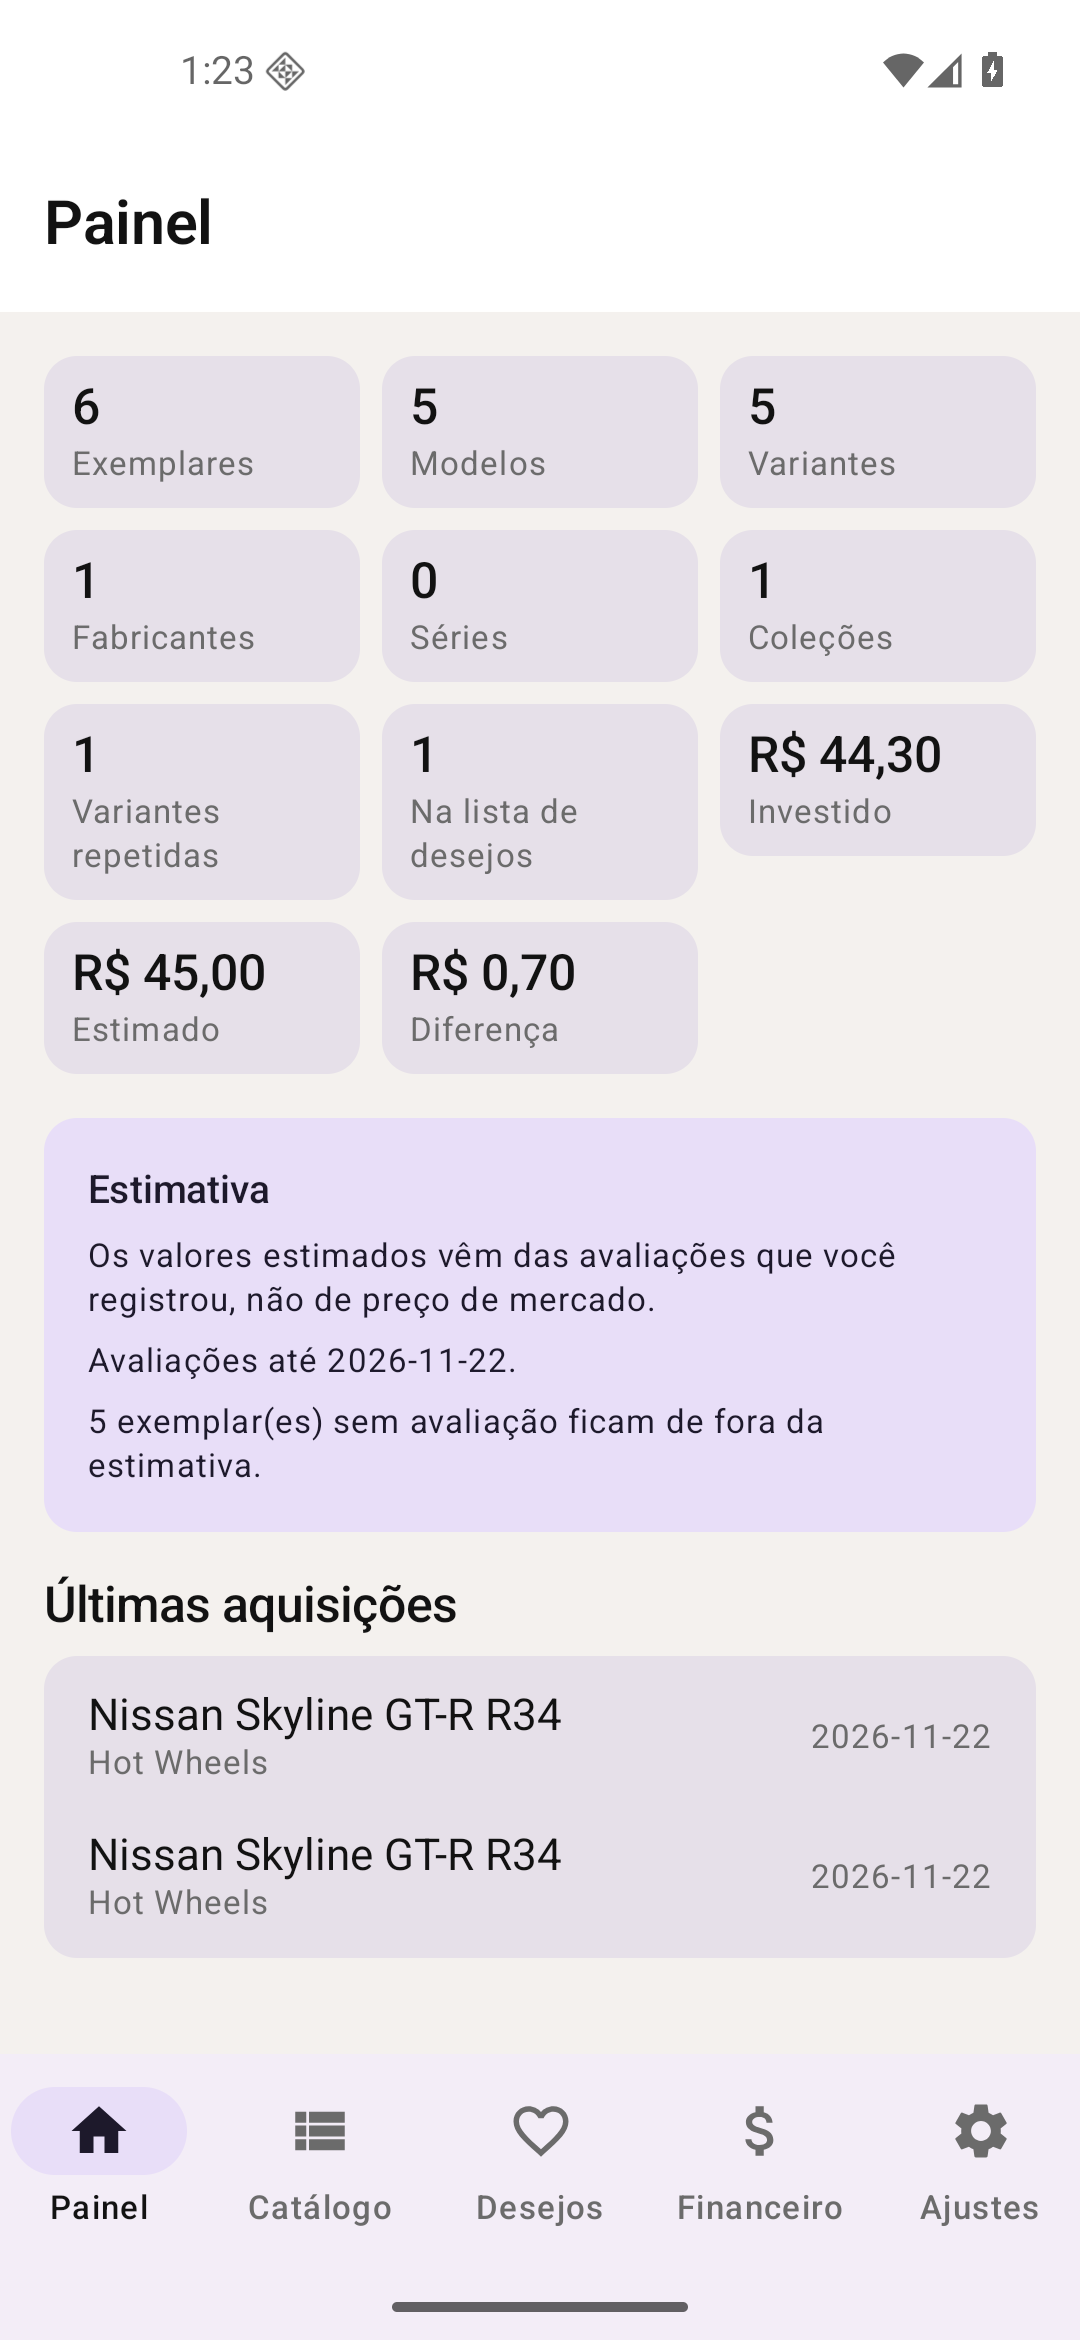 1:23
Painel
6
Exemplares
5
Modelos
5
Variantes
1
Fabricantes
0
Séries
1
Coleções
1
Variantes
repetidas
1
Na lista de
desejos
R$ 44,30
Investido
R$ 45,00
Estimado
R$ 0,70
Diferença
Estimativa
Os valores estimados vêm das avaliações que você
registrou, não de preço de mercado.
Avaliações até 2026-11-22.
5 exemplar(es) sem avaliação ficam de fora da
estimativa.
Últimas aquisições
Nissan Skyline GT-R R34
Hot Wheels
2026-11-22
Nissan Skyline GT-R R34
Hot Wheels
2026-11-22
Painel
Catálogo
Desejos
Financeiro
Ajustes